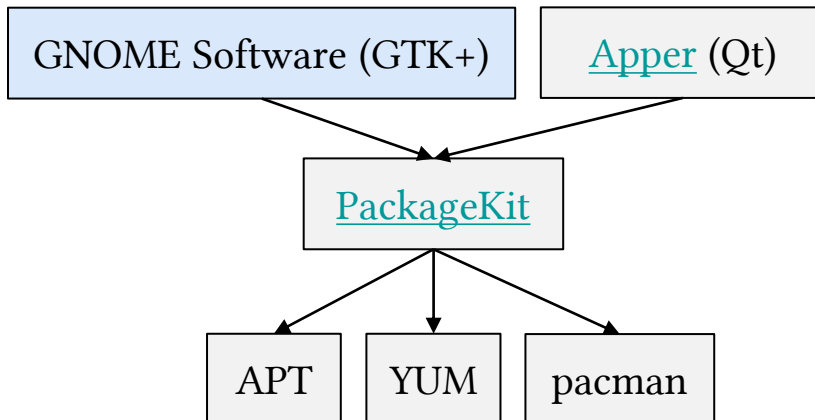 GNOME Software (GTK+)
Apper (Qt)
PackageKit
APT
YUM
pacman